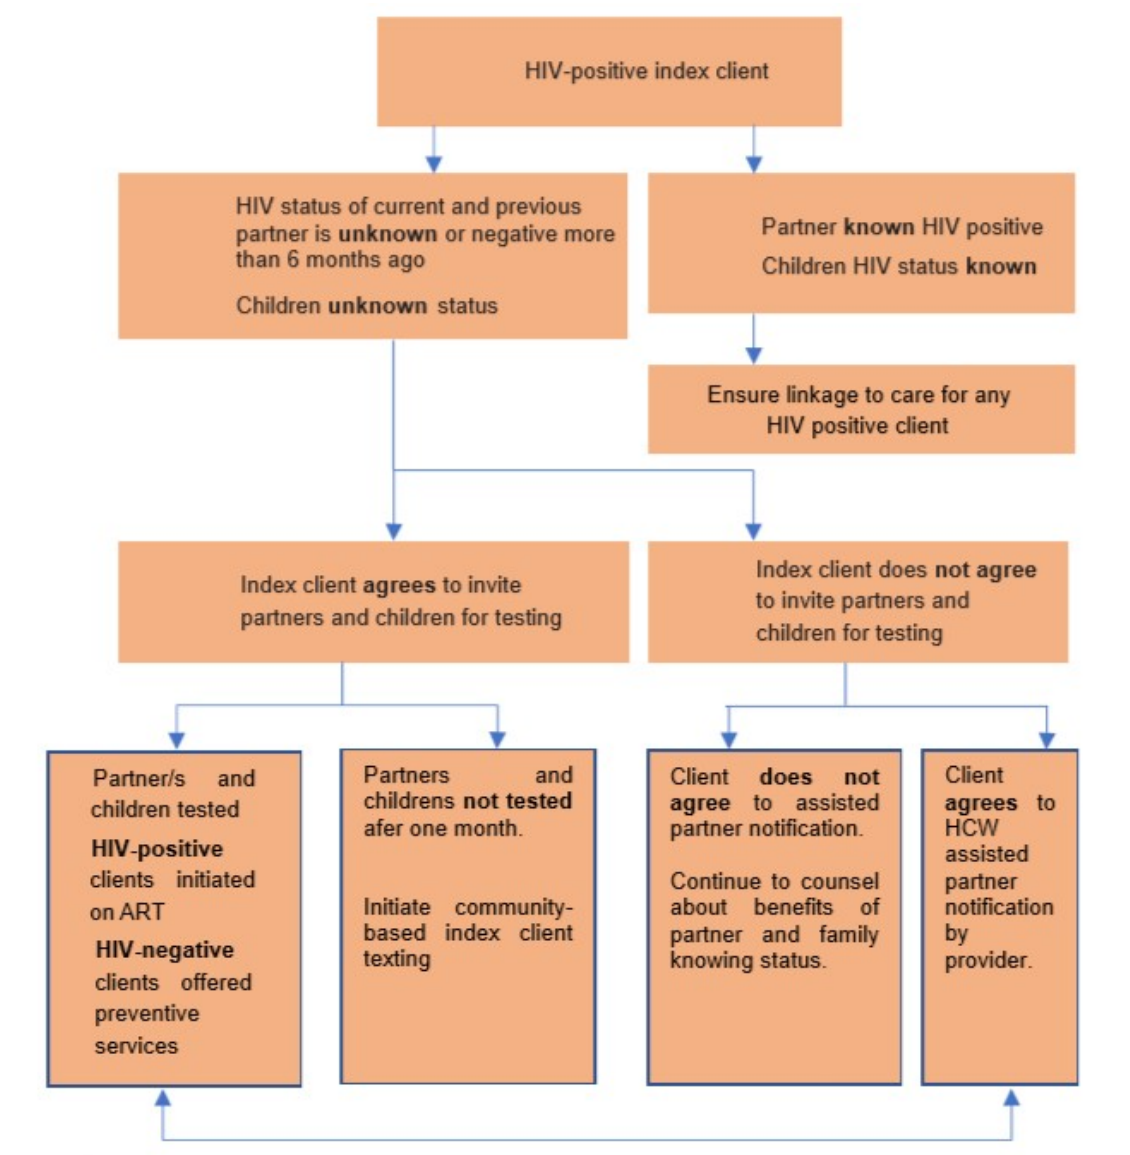 HIV-positive index client
HIV status of current and previous
partner is unknown or negative more
than 6 months ago
Children unknown status
Partner known HIV positive
Children HIV status known
Ensure linkage to care for any
HIV positive client
Index client agrees to invite
partners and children for testing
Index client does not agree
to invite partners and
children for testing
Partner/s and
children tested
HIV-positive
clients initiated
on ART
HIV-negative
clients offered
preventive
services
Partners and
childrens not tested
afer one month.
Initiate community-
based index client
texting
Client does not
agree to assisted
partner notification.
Continue to counsel
about benefits of
partner and family
knowing status.
Client
agrees to
HCW
assisted
partner
notification
by
provider.